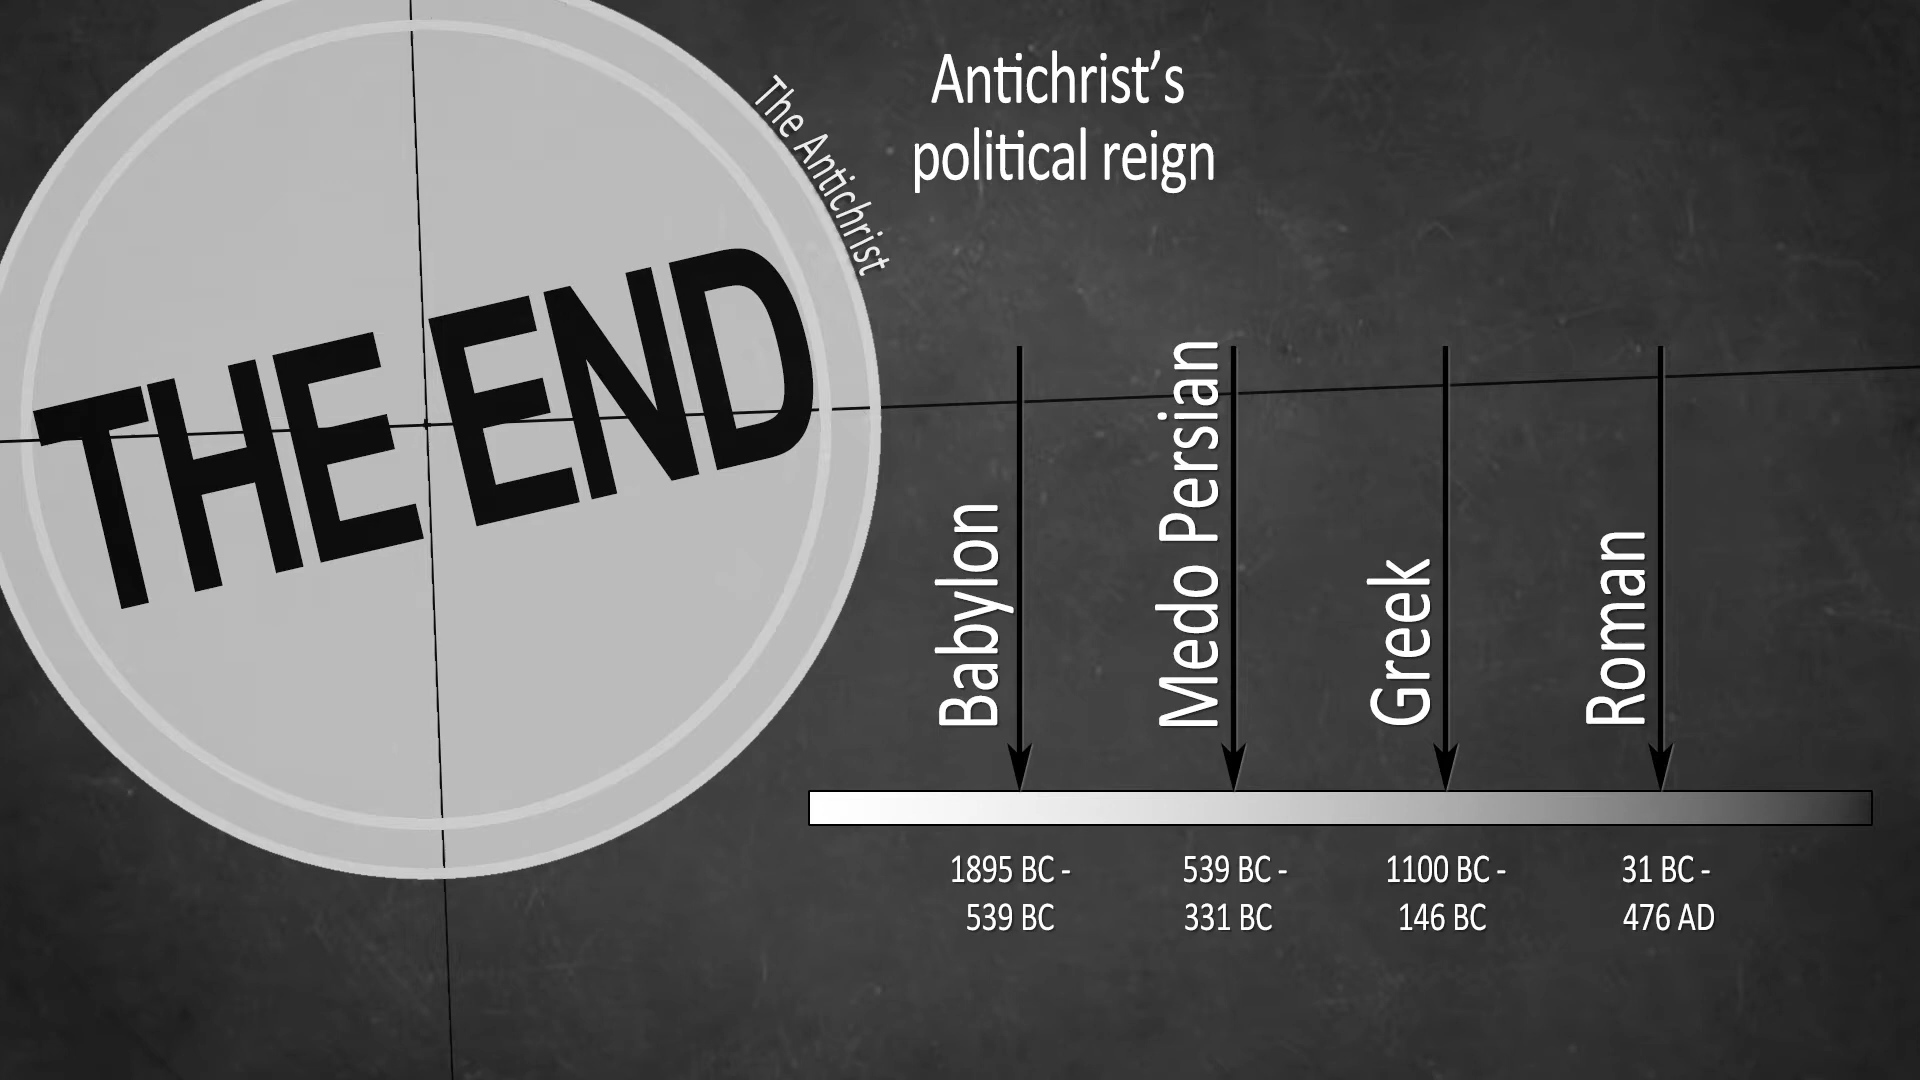 THE END
The Antichrist
Antichrist’s
political reign
Babylon
Medo Persian
Greek
Roman
1895 BC -
539 BC
539 BC -
331 BC
1100 BC -
146 BC
31 BC -
476 AD